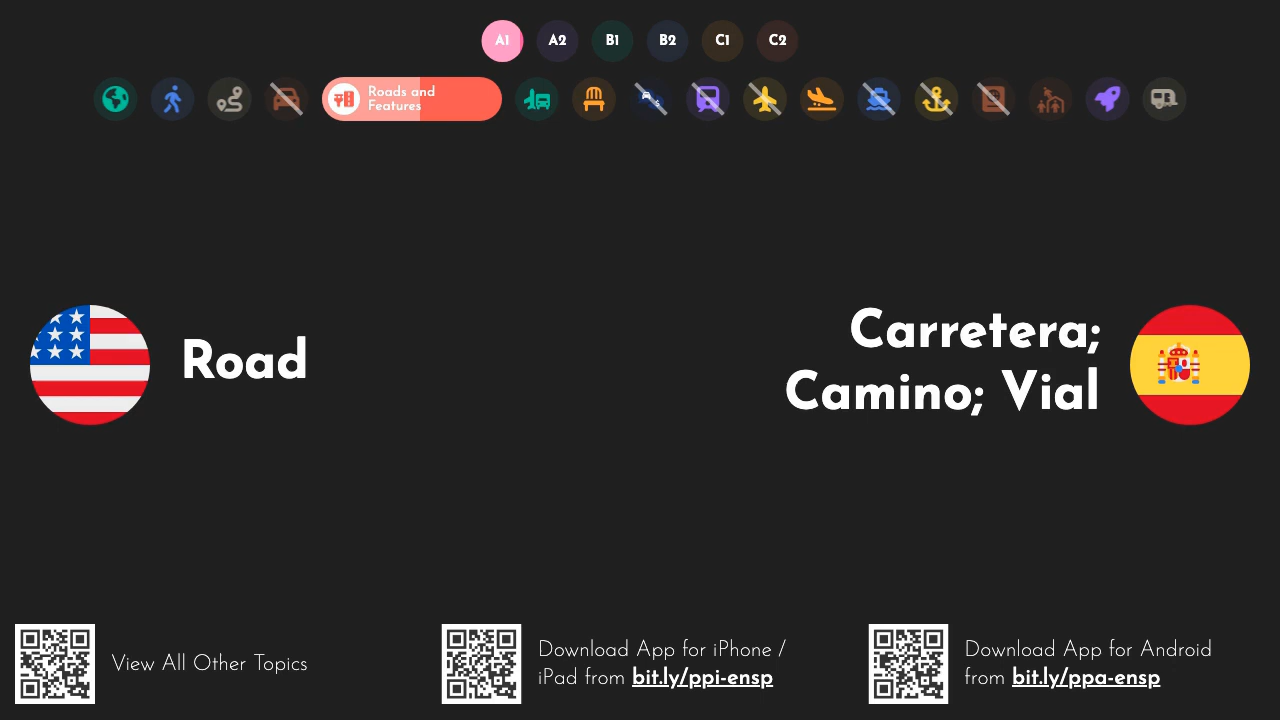 A1 A2 B1 B2 C1 C2
Roads and
Features
Road
Carretera;
Camino; Vial
View All Other Topics
Download App for iPhone /
iPad from bit.ly/ppi-ensp
Download App for Android
from bit.ly/ppa-ensp